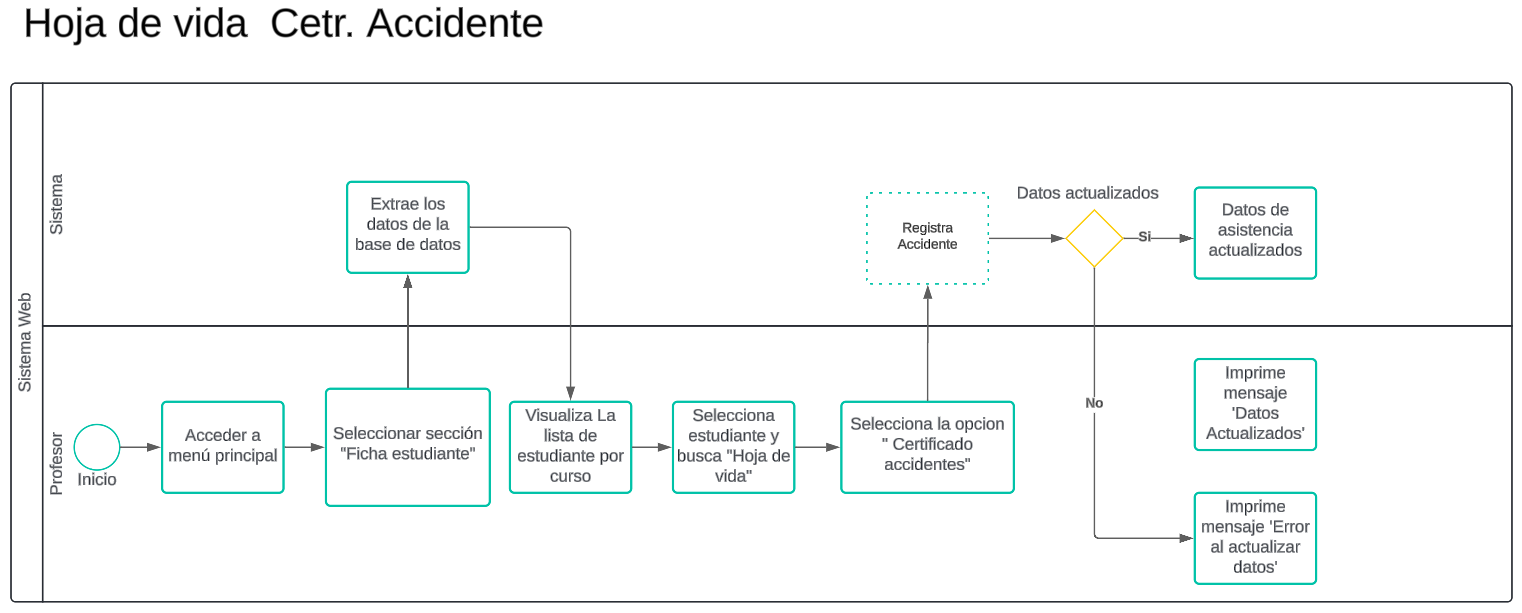 Hoja de vida  Cetr. Accidente
Sistema Web
Sistema
Extrae los
datos de la
base de datos
Registra
Accidente
Datos actualizados
Si
Datos de
asistencia
actualizados
Profesor
Inicio
Acceder a
menú principal
Seleccionar sección
"Ficha estudiante"
Visualiza La
lista de
estudiante por
curso
Selecciona
estudiante y
busca "Hoja de
vida"
Selecciona la opcion
" Certificado
accidentes"
No
Imprime
mensaje
'Datos
Actualizados'
Imprime
mensaje 'Error
al actualizar
datos'